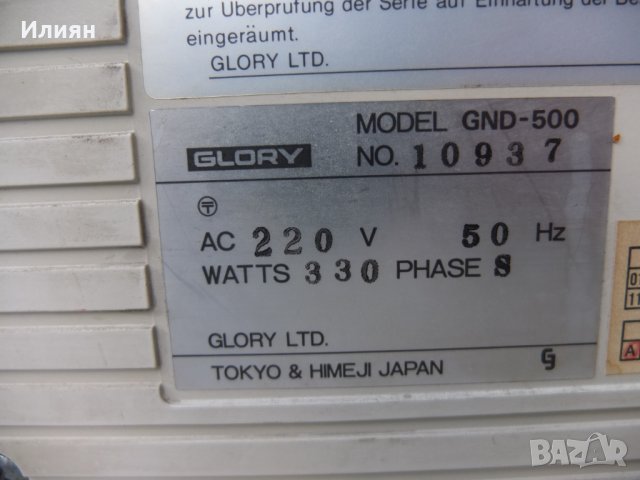 Илиян
zur Überprüfung der Serie auf Einhaltung der Be
eingeräumt.
GLORY LTD.
MODEL GND-500
GLORY NO. 10937
AC 220 V 50 Hz
WATTS 330 PHASE S
GLORY LTD.
TOKYO & HIMEJI JAPAN
A
BAZAR